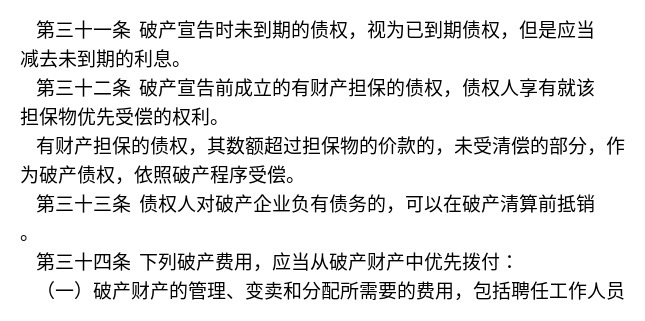 第三十一条 破产宣告时未到期的债权，视为已到期债权，但是应当
减去未到期的利息。
第三十二条 破产宣告前成立的有财产担保的债权，债权人享有就该
担保物优先受偿的权利。
有财产担保的债权，其数额超过担保物的价款的，未受清偿的部分，作
为破产债权，依照破产程序受偿。
第三十三条 债权人对破产企业负有债务的，可以在破产清算前抵销
。
第三十四条 下列破产费用，应当从破产财产中优先拨付：
（一）破产财产的管理、变卖和分配所需要的费用，包括聘任工作人员